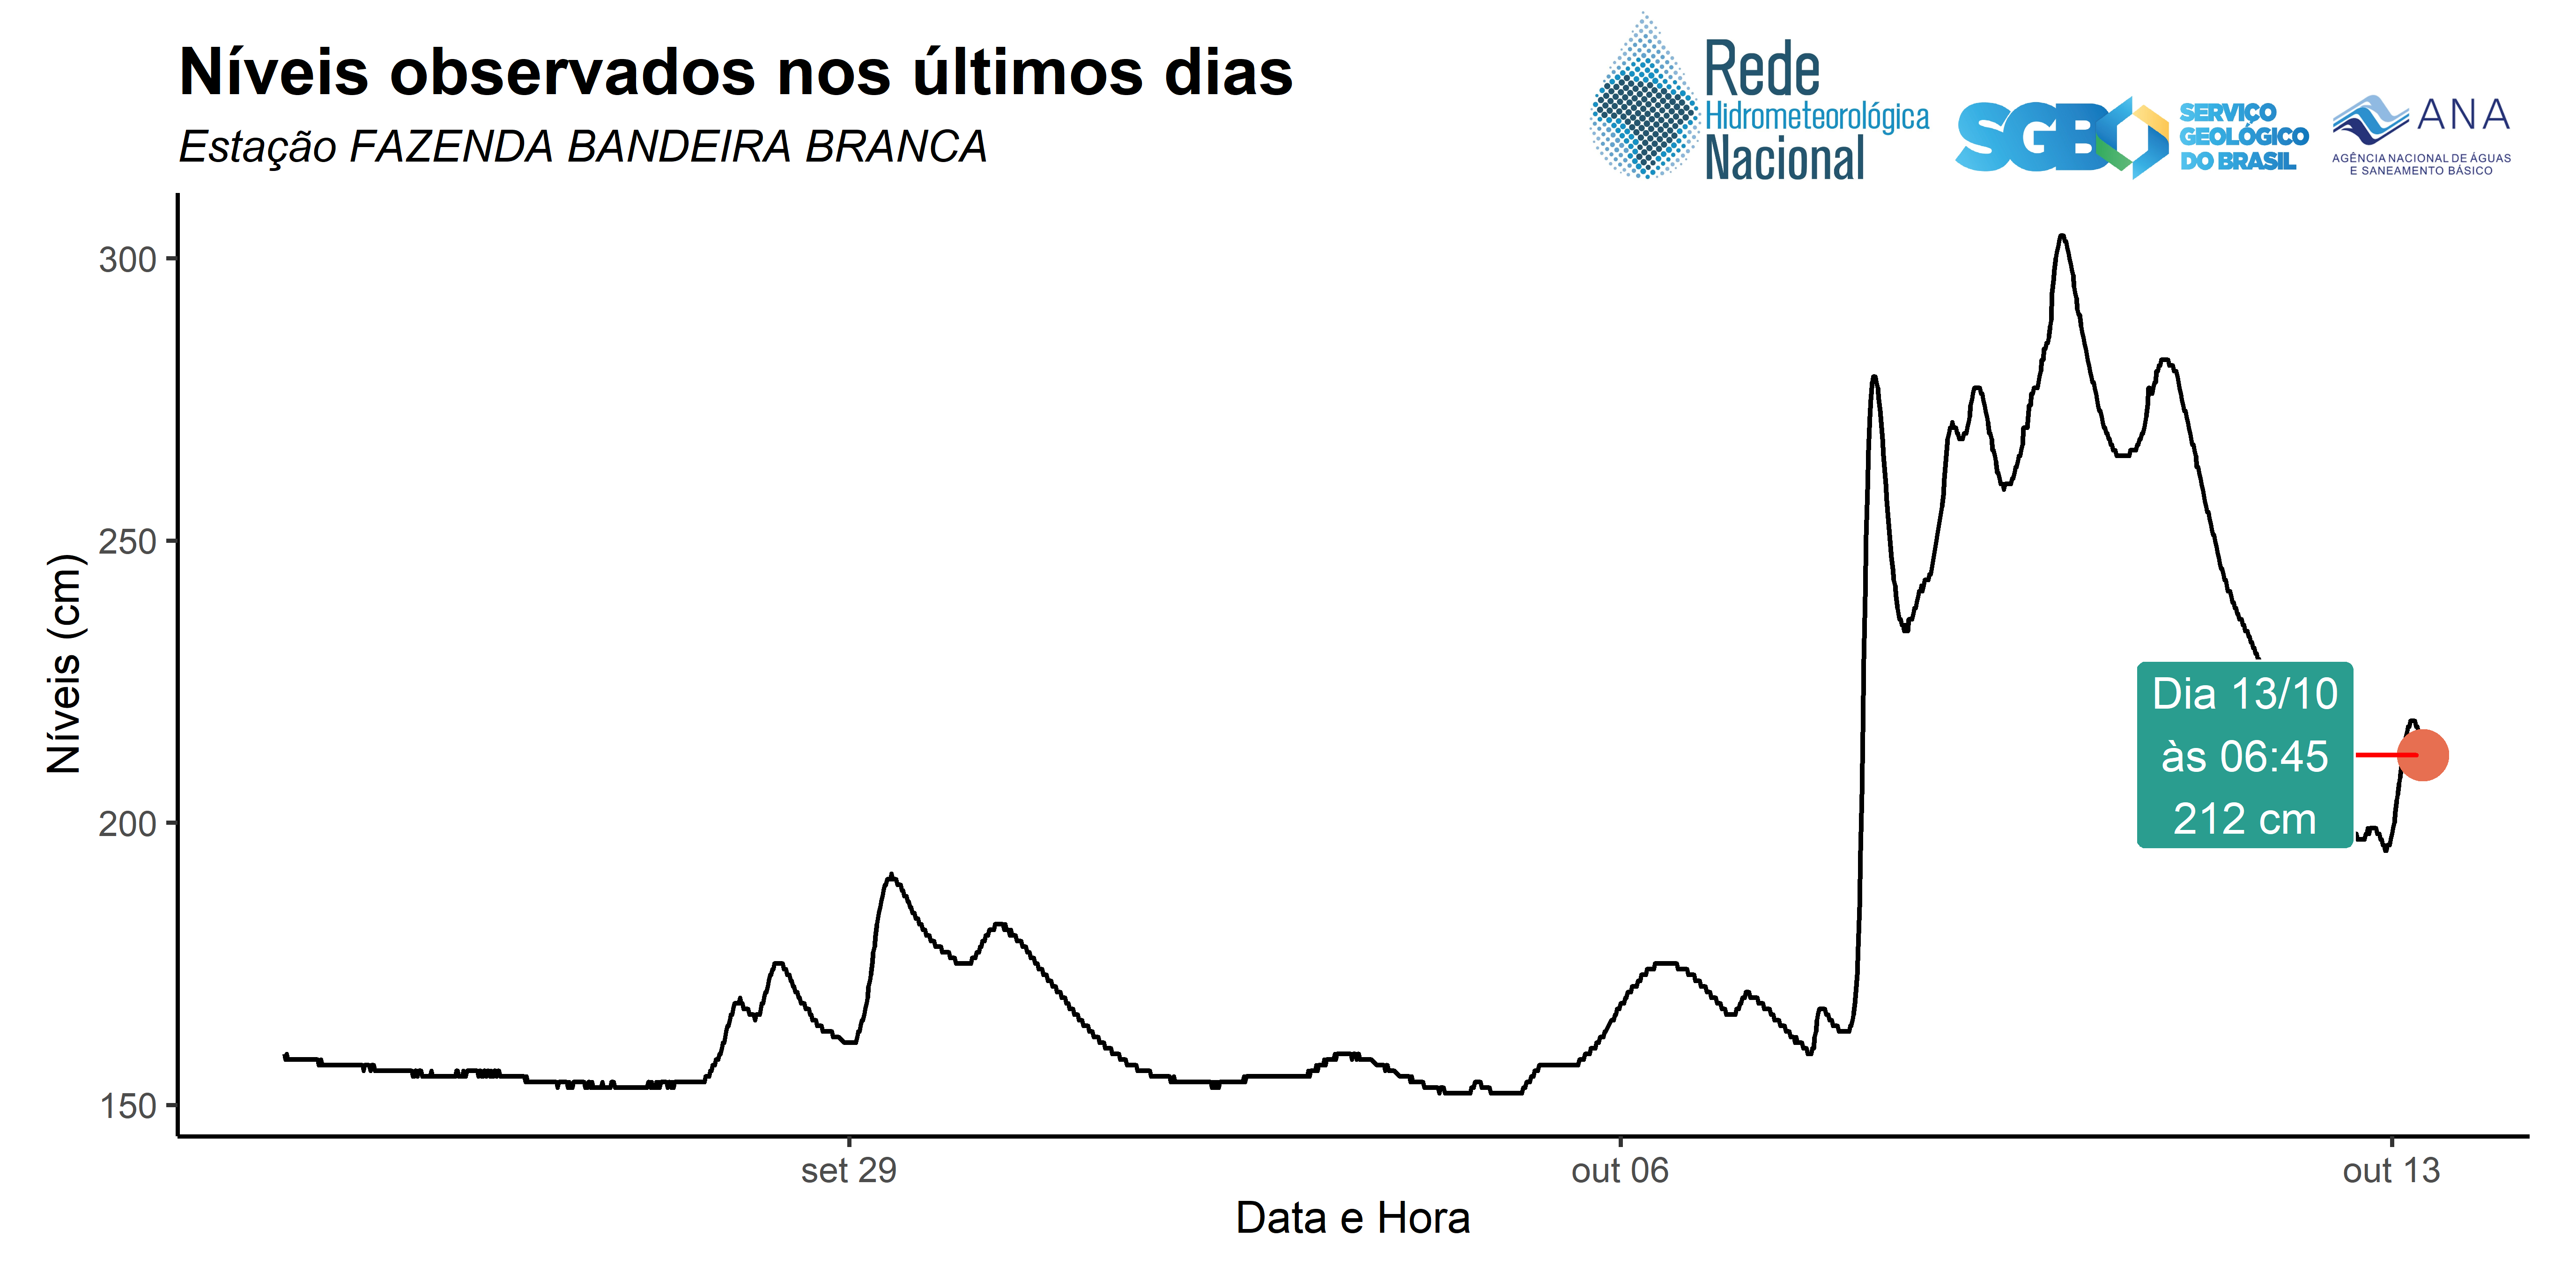 Níveis observados nos últimos dias
Estação FAZENDA BANDEIRA BRANCA
Rede
Hidrometeorológica
Nacional
SGB
SERVIÇO
GEOLÓGICO
DO BRASIL
ANA
AGÊNCIA NACIONAL DE ÁGUAS
E SANEAMENTO BÁSICO
Níveis (cm)
300
250
200
150
Dia 13/10
às 06:45
212 cm
set 29
out 06
out 13
Data e Hora